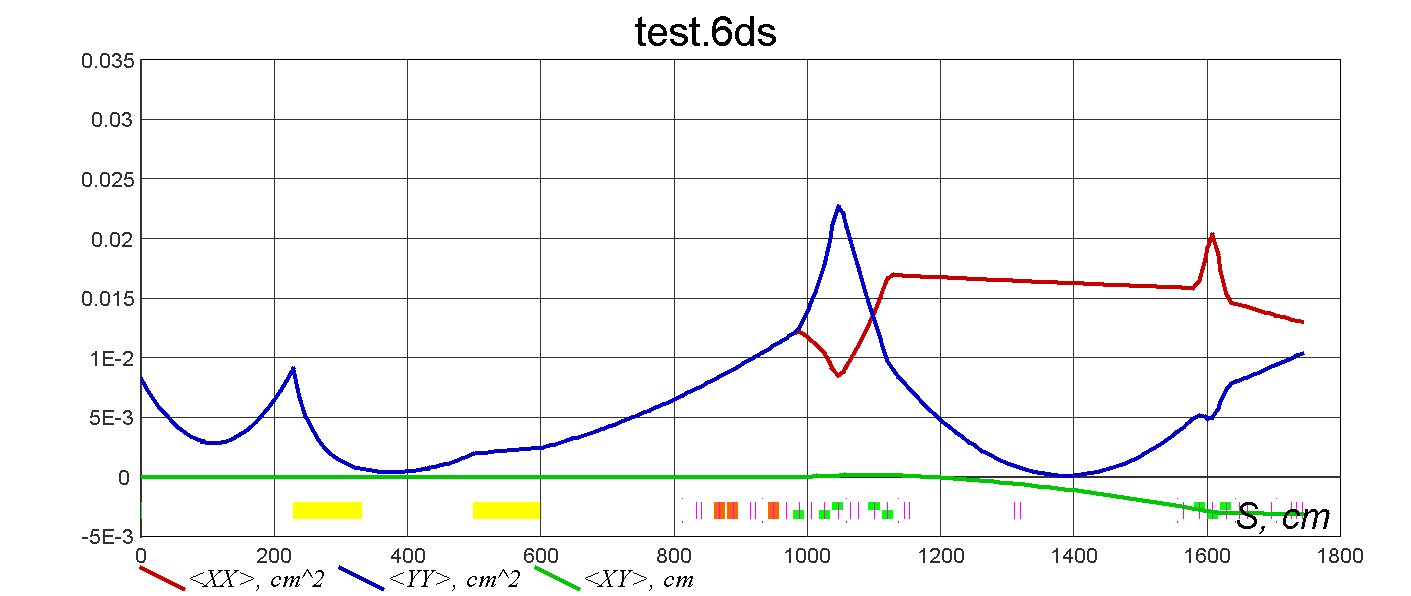 test.6ds
0.035
0.03
0.025
0.02
0.015
1E-2
5E-3
0
-5E-3
S, cm
0 200 400 600 800 1000 1200 1400 1600 1800
<XX>, cm^2 <YY>, cm^2 <XY>, cm